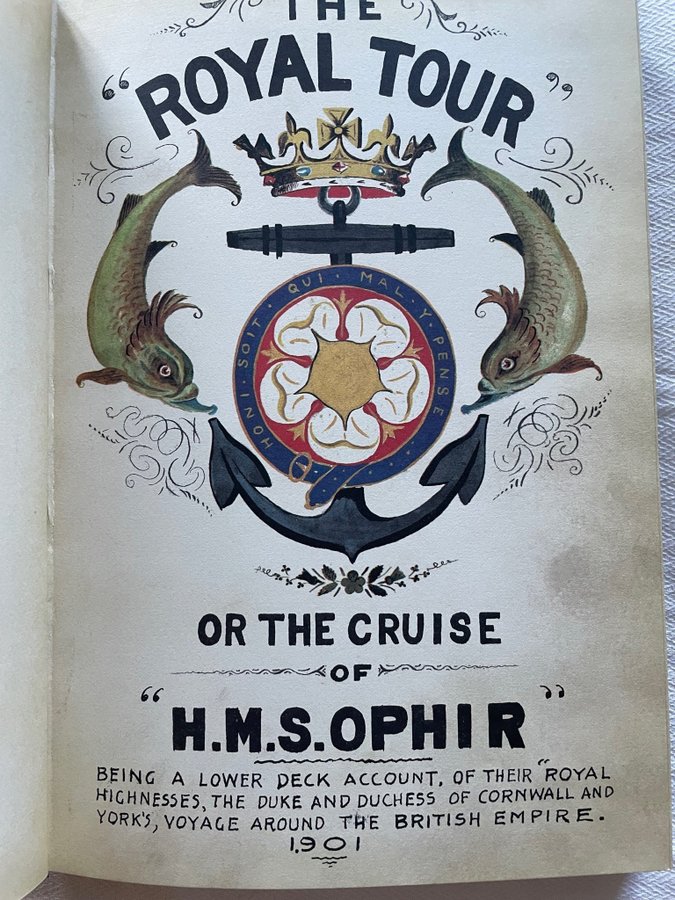 THE
“ROYAL TOUR”
HONI · SOIT · QUI · MAL · Y · PENSE
OR THE CRUISE
OF
“H.M.S. OPHIR”
BEING A LOWER DECK ACCOUNT, OF THEIR “ROYAL
HIGHNESSES, THE DUKE AND DUCHESS OF CORNWALL AND
YORK'S, VOYAGE AROUND THE BRITISH EMPIRE.
1901